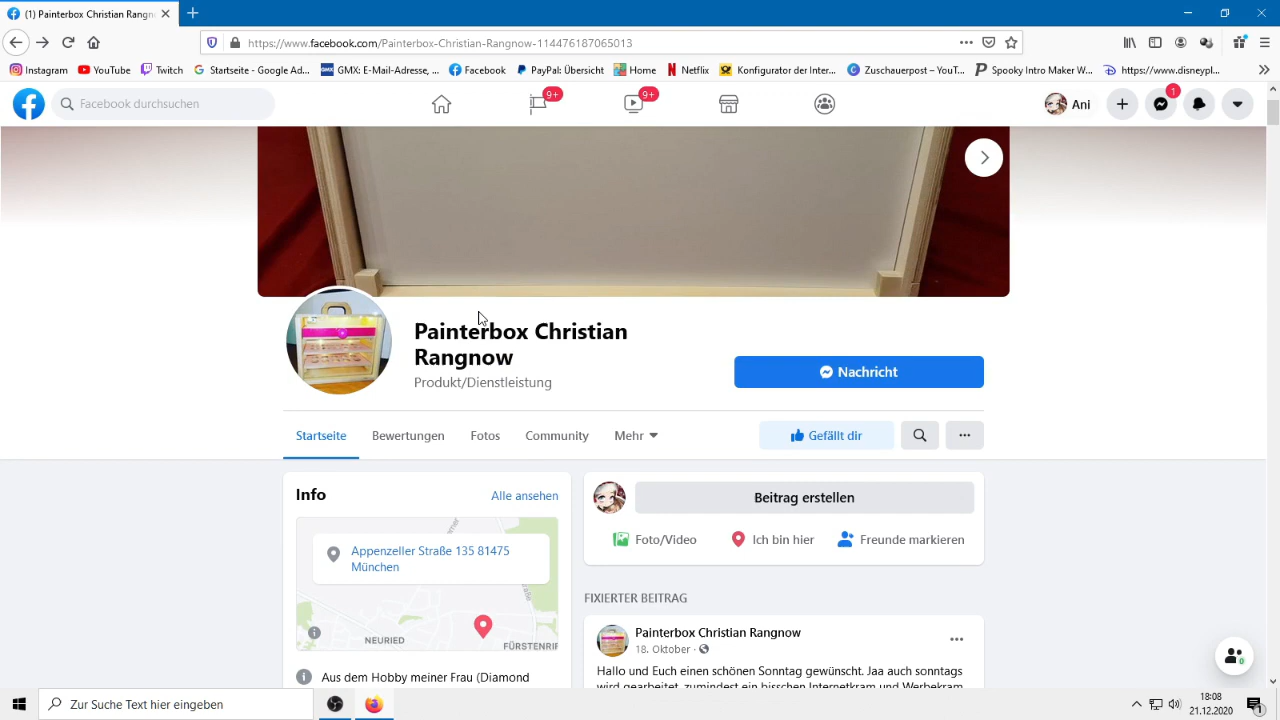 (1) Painterbox Christian Rangn
https://www.facebook.com/Painterbox-Christian-Rangnow-114476187065013
Instagram YouTube Twitch Startseite - Google Ad... GMX: E-Mail-Adresse, ... Facebook PayPal: Übersicht Home Netflix Konfigurator der Inter... Zuschauerpost – YouT... Spooky Intro Maker W... https://www.disneypl...
Facebook durchsuchen 9+ 9+ Ani 1
Painterbox Christian
Rangnow
Produkt/Dienstleistung
Nachricht
Startseite Bewertungen Fotos Community Mehr Gefällt dir
Info Alle ansehen
Appenzeller Straße 135 81475
München
NEURIED
FÜRSTENRIE
Aus dem Hobby meiner Frau (Diamond
Beitrag erstellen
Foto/Video Ich bin hier Freunde markieren
FIXIERTER BEITRAG
Painterbox Christian Rangnow
18. Oktober ·
Hallo und Euch einen schönen Sonntag gewünscht. Jaa auch sonntags
wird gearbeitet, zumindest ein bisschen Internetkram und Werbekram
0
Zur Suche Text hier eingeben
18:08
21.12.2020
1